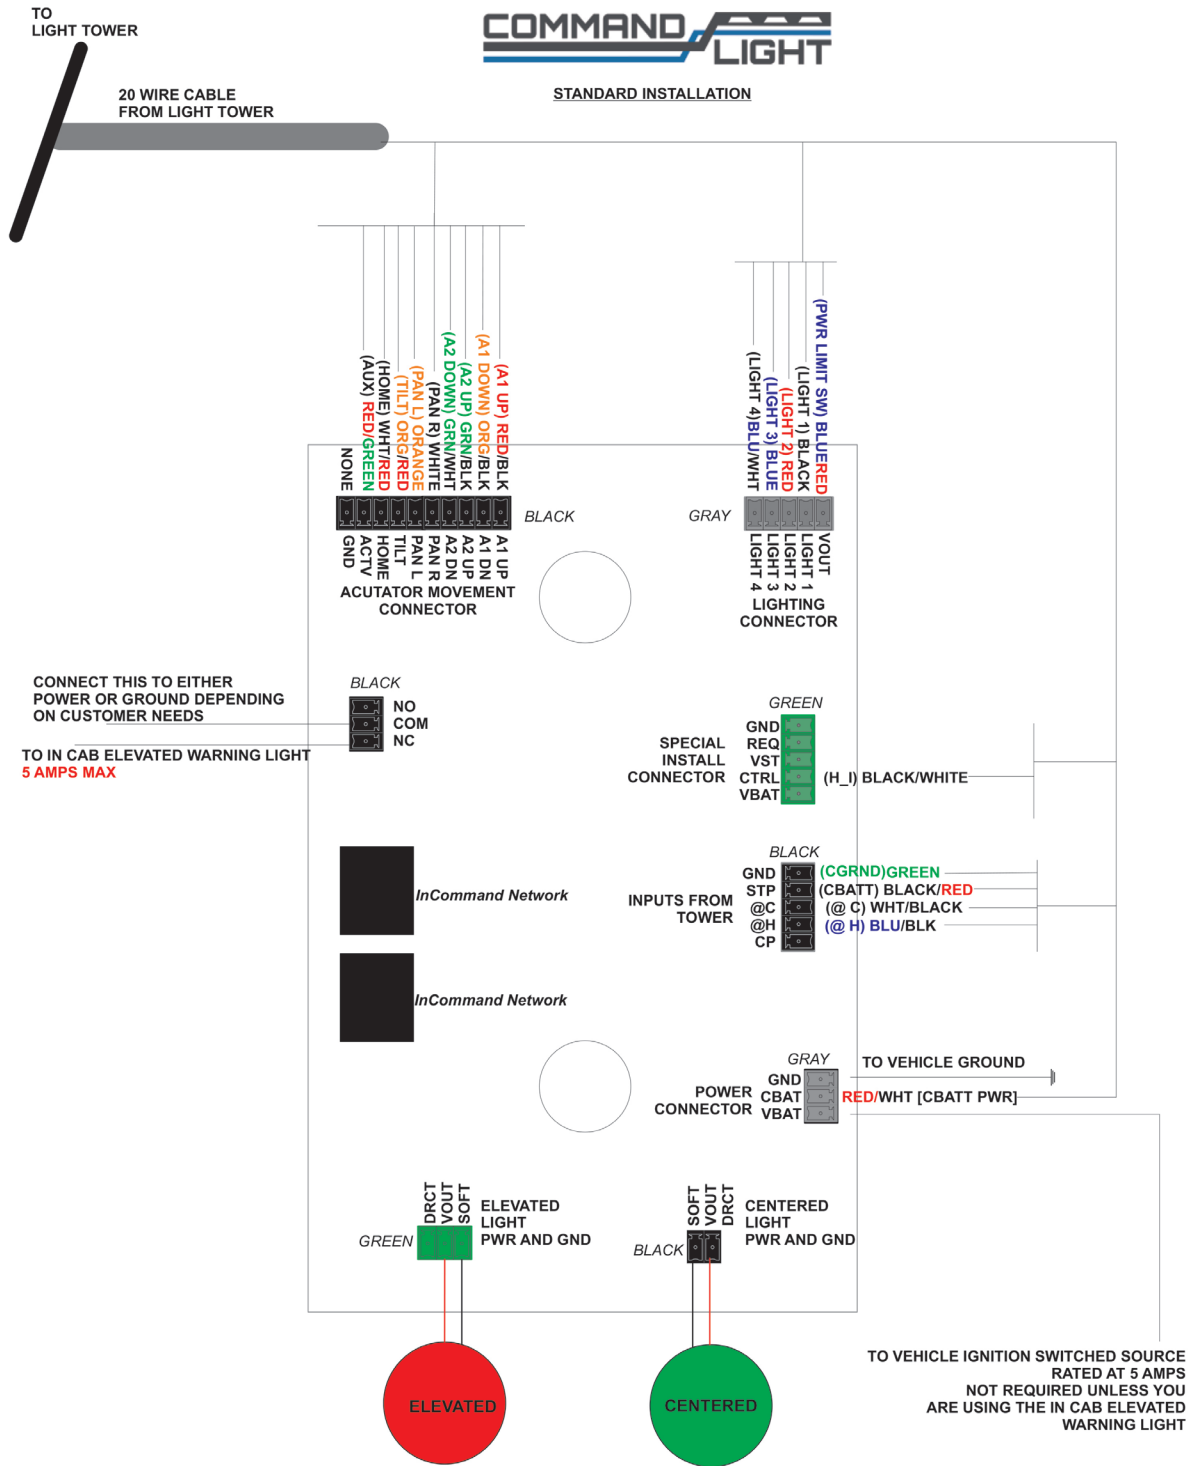 TO
LIGHT TOWER
COMMAND
LIGHT
STANDARD INSTALLATION
20 WIRE CABLE
FROM LIGHT TOWER
NONE
(AUX) RED/GREEN
(HOME) WHT/RED
(TILT) ORG/RED
(PAN L) ORANGE
(PAN R) WHITE
(A2 DOWN) GRN/WHT
(A2 UP) GRN/BLK
(A1 DOWN) ORG/BLK
(A1 UP) RED/BLK
(LIGHT 4)BLU/WHT
(LIGHT 3) BLUE
(LIGHT 2) RED
(LIGHT 1) BLACK
(PWR LIMIT SW) BLUERED
BLACK
GRAY
GND
ACTV
HOME
TILT
PAN L
PAN R
A2 DN
A2 UP
A1 DN
A1 UP
ACUTATOR MOVEMENT
CONNECTOR
LIGHT 4
LIGHT 3
LIGHT 2
LIGHT 1
VOUT
LIGHTING
CONNECTOR
CONNECT THIS TO EITHER
POWER OR GROUND DEPENDING
ON CUSTOMER NEEDS
TO IN CAB ELEVATED WARNING LIGHT
5 AMPS MAX
BLACK
NO
COM
NC
GREEN
SPECIAL
INSTALL
CONNECTOR
GND
REQ
VST
CTRL
VBAT
(H_I) BLACK/WHITE
BLACK
INPUTS FROM
TOWER
GND
STP
@C
@H
CP
(CGRND)GREEN
(CBATT) BLACK/RED
(@ C) WHT/BLACK
(@ H) BLU/BLK
InCommand Network
InCommand Network
GRAY
POWER
CONNECTOR
GND
CBAT
VBAT
TO VEHICLE GROUND
RED/WHT [CBATT PWR]
DRCT
VOUT
SOFT
ELEVATED
LIGHT
PWR AND GND
GREEN
SOFT
VOUT
DRCT
CENTERED
LIGHT
PWR AND GND
BLACK
ELEVATED
CENTERED
TO VEHICLE IGNITION SWITCHED SOURCE
RATED AT 5 AMPS
NOT REQUIRED UNLESS YOU
ARE USING THE IN CAB ELEVATED
WARNING LIGHT